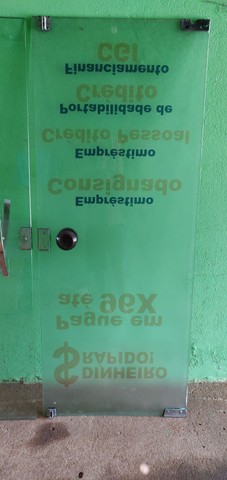 $ DINHEIRO
RÁPIDO!
Pague em
até 96X
Empréstimo
Consignado
Empréstimo
Crédito Pessoal
Portabilidade de
Crédito
Financiamento
CGI